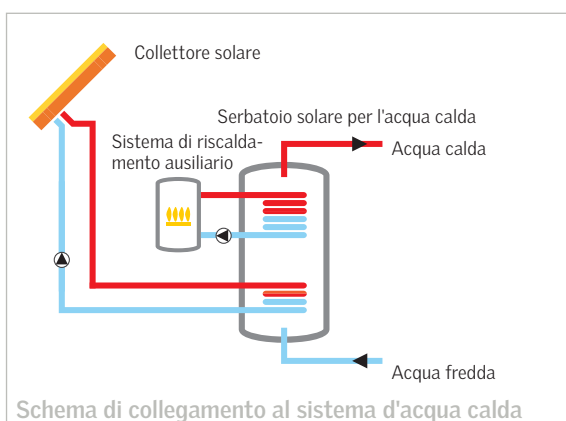 Collettore solare
Serbatoio solare per l'acqua calda
Sistema di riscalda-
mento ausiliario
Acqua calda
Acqua fredda
Schema di collegamento al sistema d'acqua calda